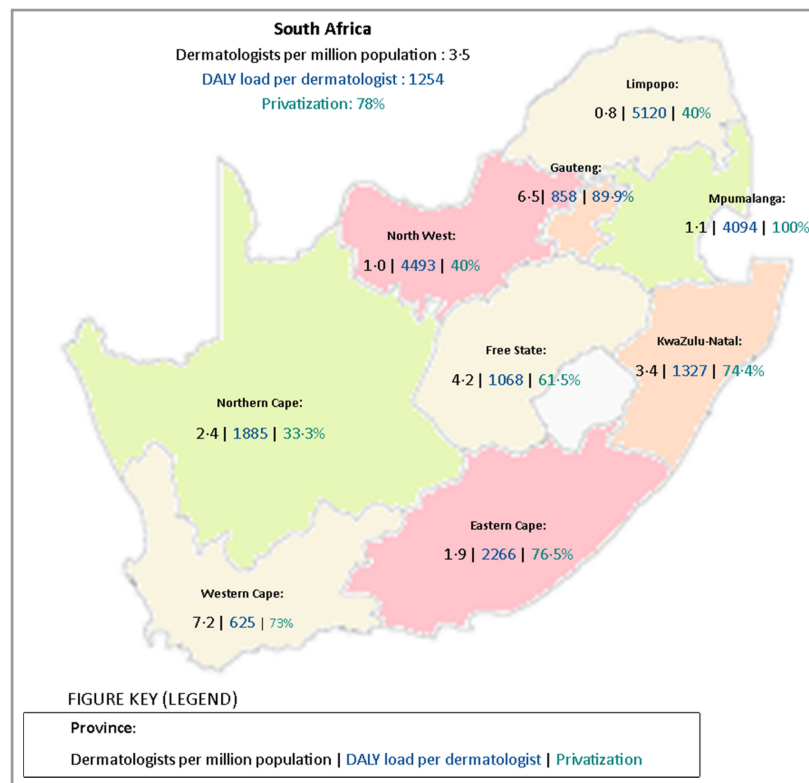 South Africa
Dermatologists per million population : 3·5
DALY load per dermatologist : 1254
Privatization: 78%
Limpopo:
0·8 | 5120 | 40%
Gauteng:
6·5| 858 | 89·9%
Mpumalanga:
1·1 | 4094 | 100%
North West:
1·0 | 4493 | 40%
KwaZulu-Natal:
3·4 | 1327 | 74·4%
Free State:
4·2 | 1068 | 61·5%
Northern Cape:
2·4 | 1885 | 33·3%
Eastern Cape:
1·9 | 2266 | 76·5%
Western Cape:
7·2 | 625 | 73%
FIGURE KEY (LEGEND)
Province:
Dermatologists per million population | DALY load per dermatologist | Privatization